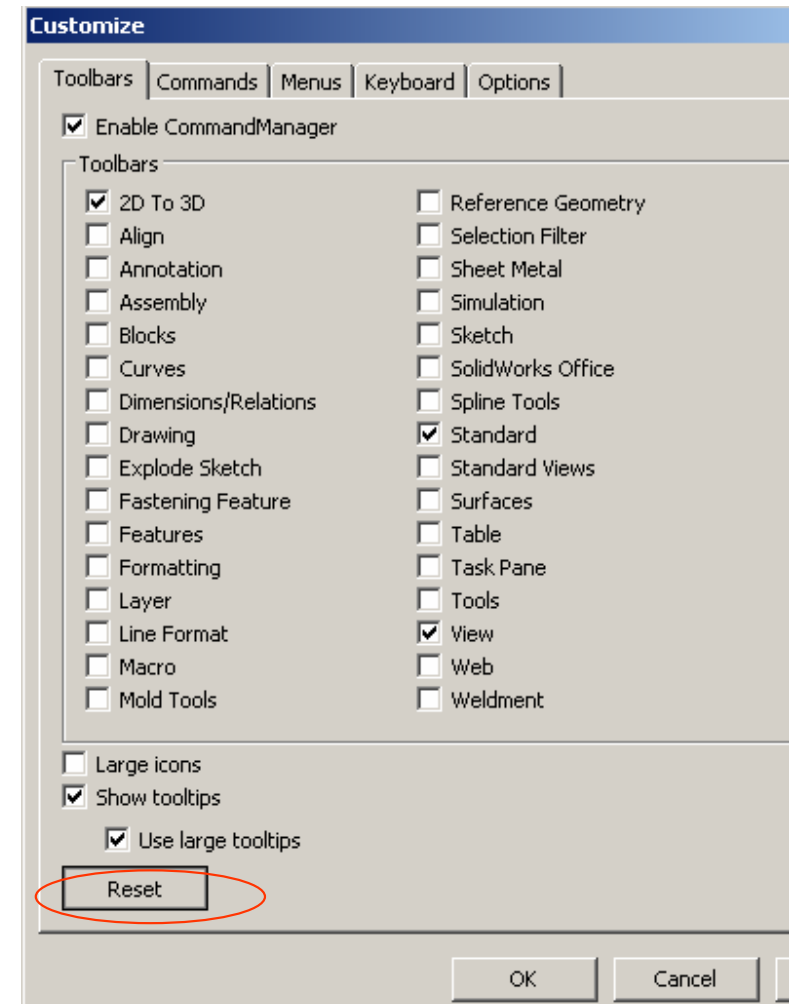 Customize
Toolbars Commands Menus Keyboard Options
Enable CommandManager
Toolbars
2D To 3D
Align
Annotation
Assembly
Blocks
Curves
Dimensions/Relations
Drawing
Explode Sketch
Fastening Feature
Features
Formatting
Layer
Line Format
Macro
Mold Tools
Reference Geometry
Selection Filter
Sheet Metal
Simulation
Sketch
SolidWorks Office
Spline Tools
Standard
Standard Views
Surfaces
Table
Task Pane
Tools
View
Web
Weldment
Large icons
Show tooltips
Use large tooltips
Reset
OK Cancel